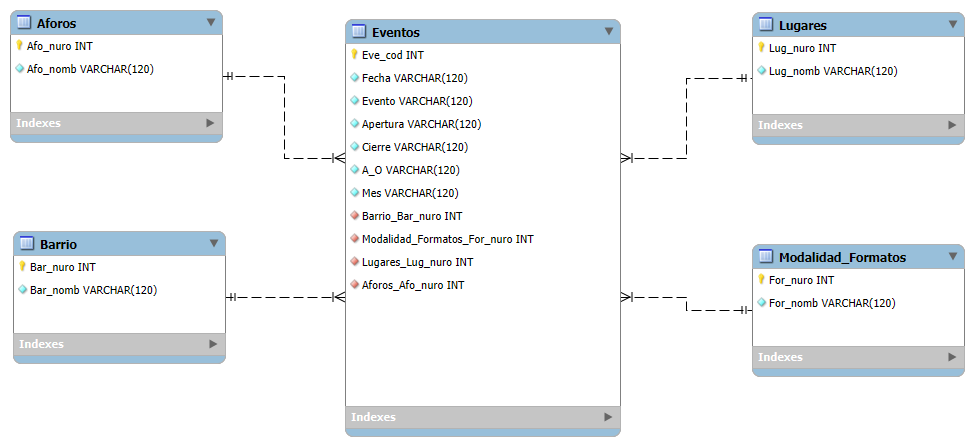 Aforos
Afo_nuro INT
Afo_nomb VARCHAR(120)
Indexes
Barrio
Bar_nuro INT
Bar_nomb VARCHAR(120)
Indexes
Eventos
Eve_cod INT
Fecha VARCHAR(120)
Evento VARCHAR(120)
Apertura VARCHAR(120)
Cierre VARCHAR(120)
A_O VARCHAR(120)
Mes VARCHAR(120)
Barrio_Bar_nuro INT
Modalidad_Formatos_For_nuro INT
Lugares_Lug_nuro INT
Aforos_Afo_nuro INT
Indexes
Lugares
Lug_nuro INT
Lug_nomb VARCHAR(120)
Indexes
Modalidad_Formatos
For_nuro INT
For_nomb VARCHAR(120)
Indexes